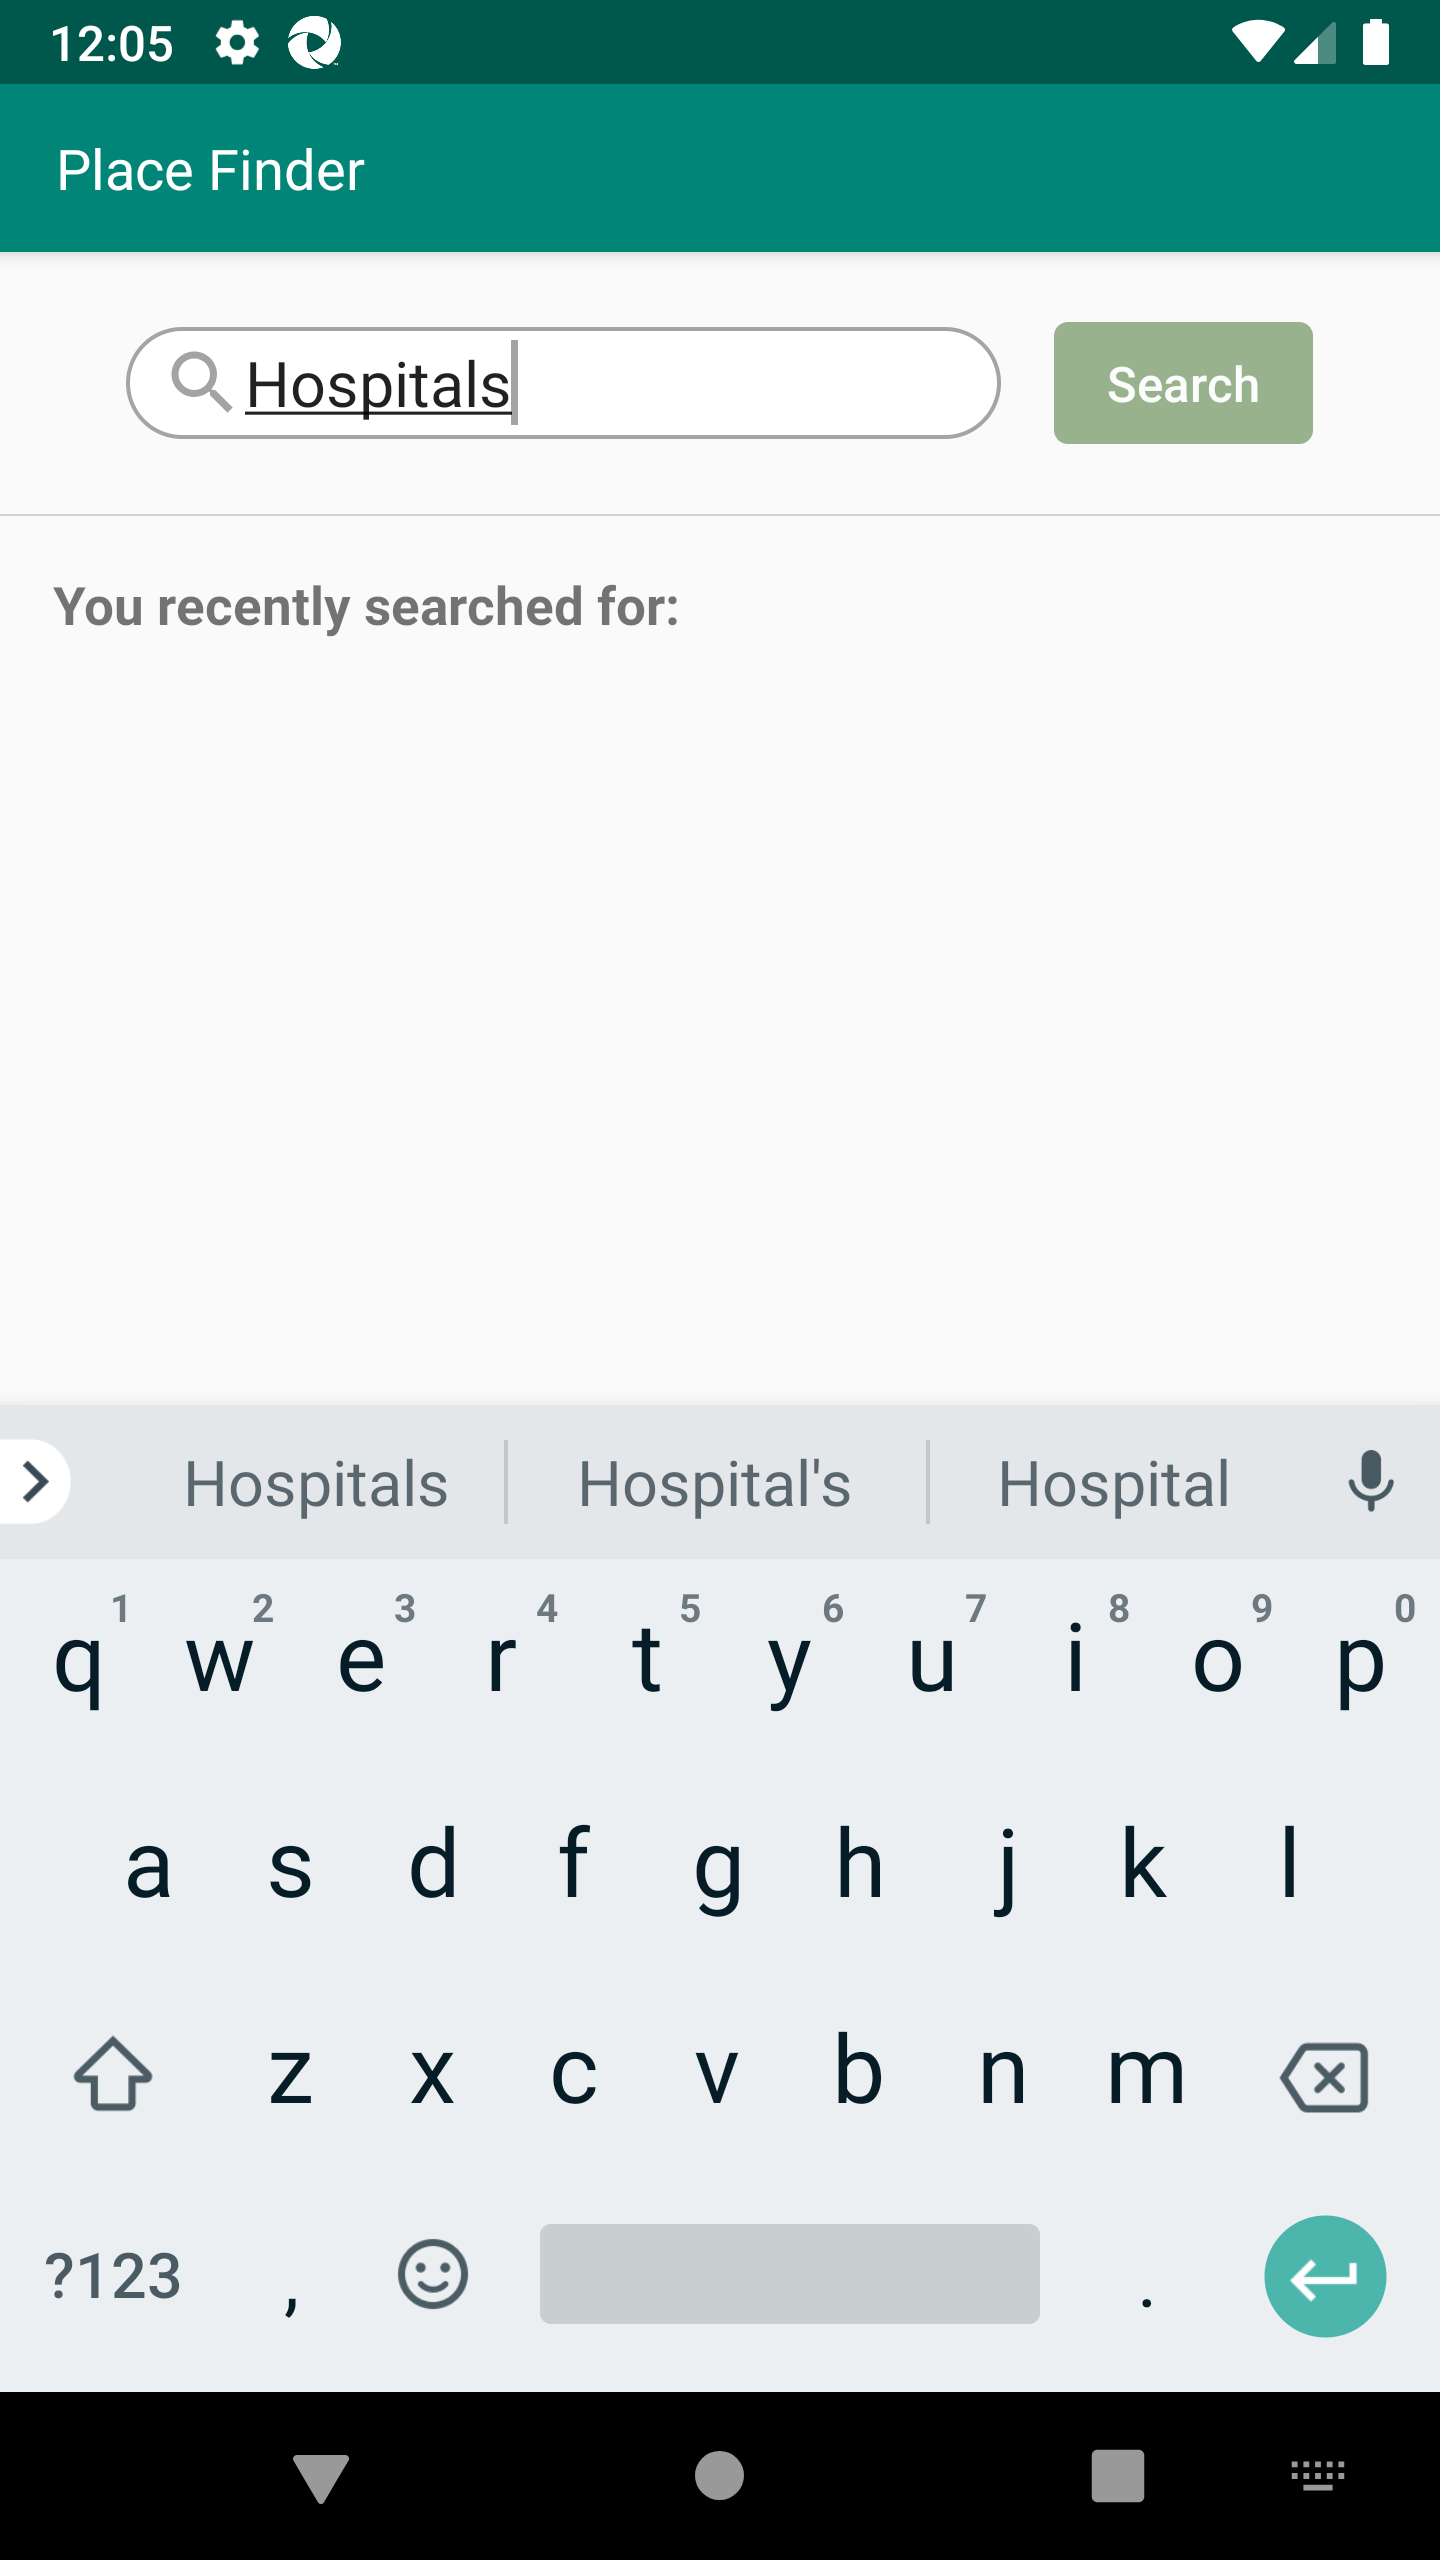 12:05
Place Finder
Hospitals
Search
You recently searched for:
Hospitals Hospital's Hospital
1 2 3 4 5 6 7 8 9 0
q w e r t y u i o p
a s d f g h j k l
z x c v b n m
?123 , .